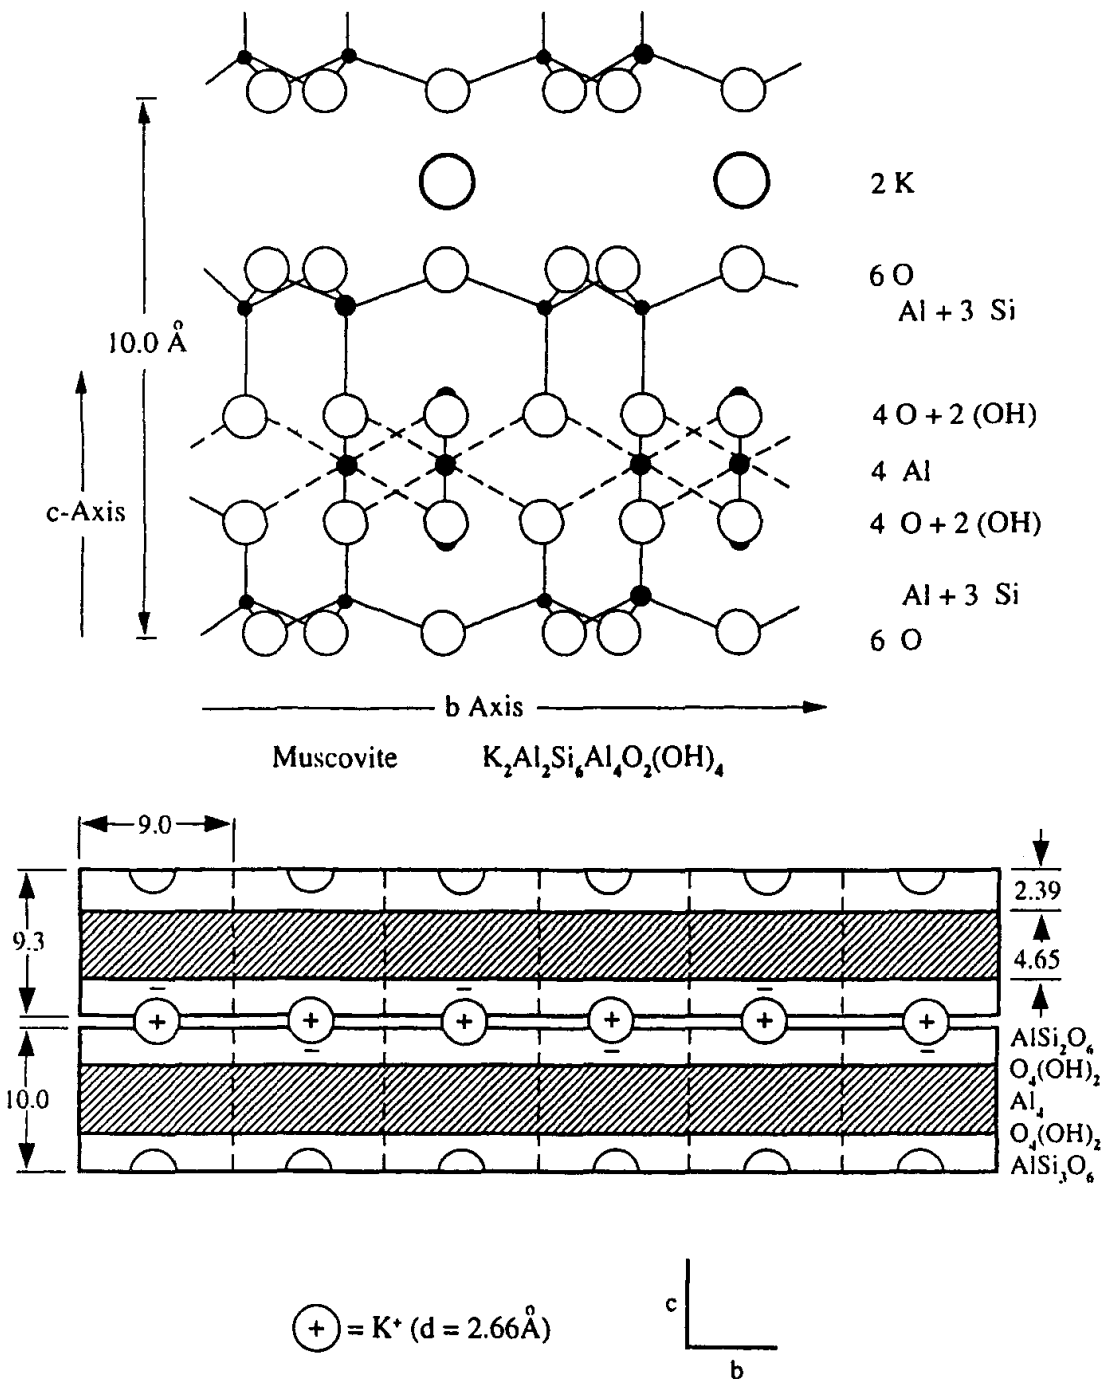 2 K
6 O
Al + 3 Si
10.0 Å
4 O + 2 (OH)
4 Al
c-Axis
4 O + 2 (OH)
Al + 3 Si
6 O
b Axis
Muscovite K₂Al₂Si₆Al₄O₂(OH)₄
9.0
2.39
9.3
4.65
− − −
+ + + + + +
− − −
AlSi₂O₆
O₄(OH)₂
10.0
Al₄
O₄(OH)₂
AlSi₃O₆
+ = K⁺ (d = 2.66Å)
c
b